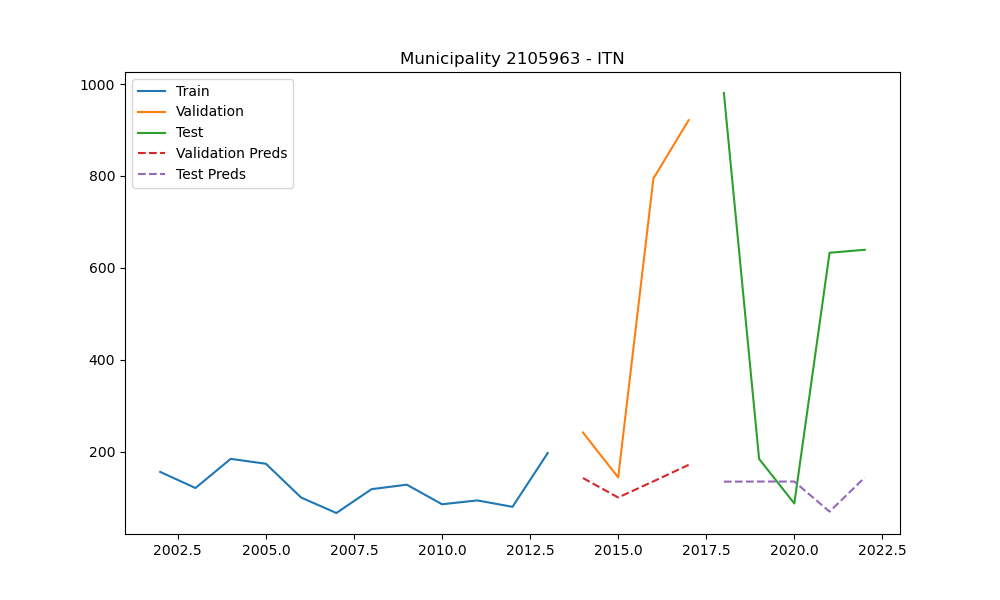 Municipality 2105963 - ITN
Train
Validation
Test
Validation Preds
Test Preds
1000
800
600
400
200
2002.5 2005.0 2007.5 2010.0 2012.5 2015.0 2017.5 2020.0 2022.5